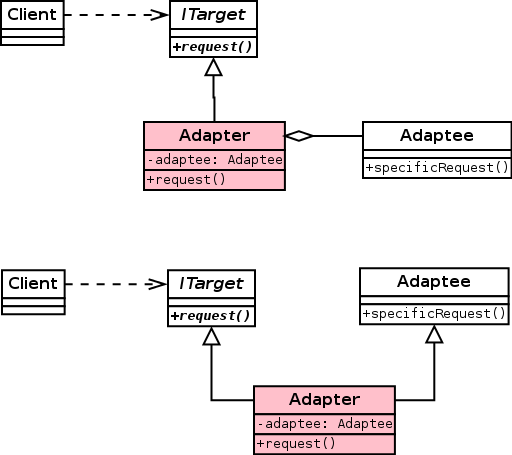 Client
ITarget
+request()
Adapter
-adaptee: Adaptee
+request()
Adaptee
+specificRequest()
Client
ITarget
+request()
Adaptee
+specificRequest()
Adapter
-adaptee: Adaptee
+request()